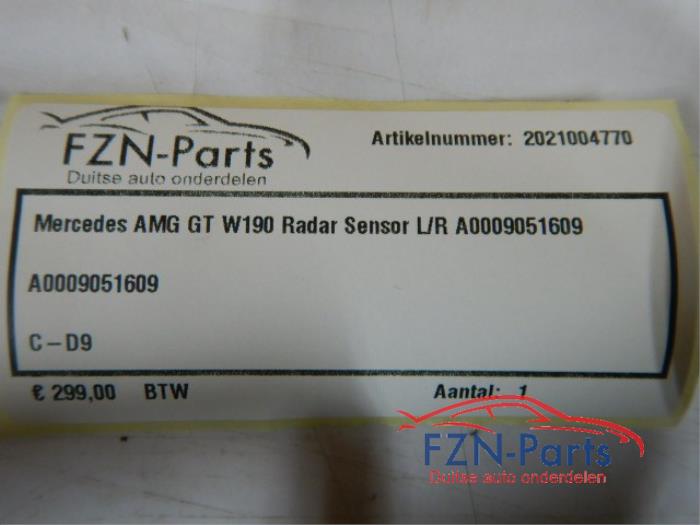 FZN-Parts
Duitse auto onderdelen
Artikelnummer: 2021004770
Mercedes AMG GT W190 Radar Sensor L/R A0009051609
A0009051609
C-D9
€ 299,00 BTW
Aantal: 1
FZN-Parts
Duitse auto onderdelen